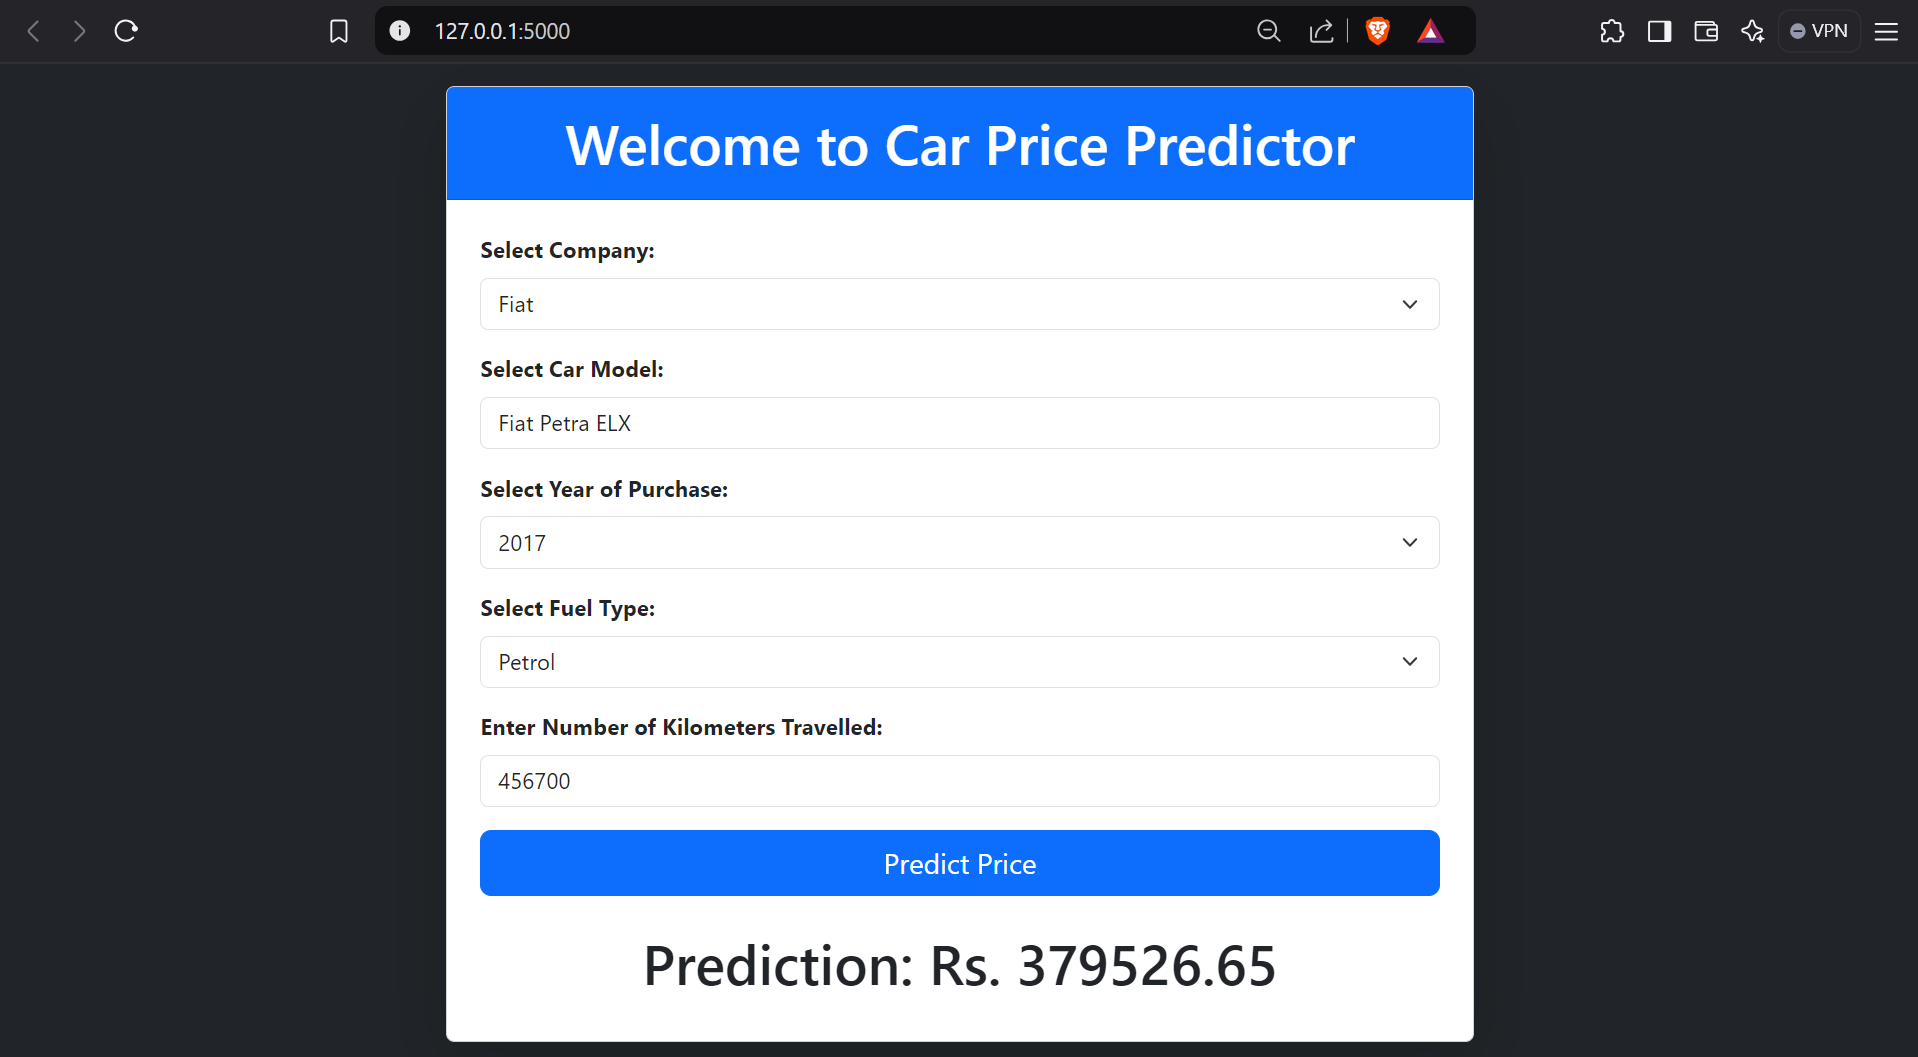 127.0.0.1:5000
VPN
Welcome to Car Price Predictor
Select Company:
Fiat
Select Car Model:
Fiat Petra ELX
Select Year of Purchase:
2017
Select Fuel Type:
Petrol
Enter Number of Kilometers Travelled:
456700
Predict Price
Prediction: Rs. 379526.65